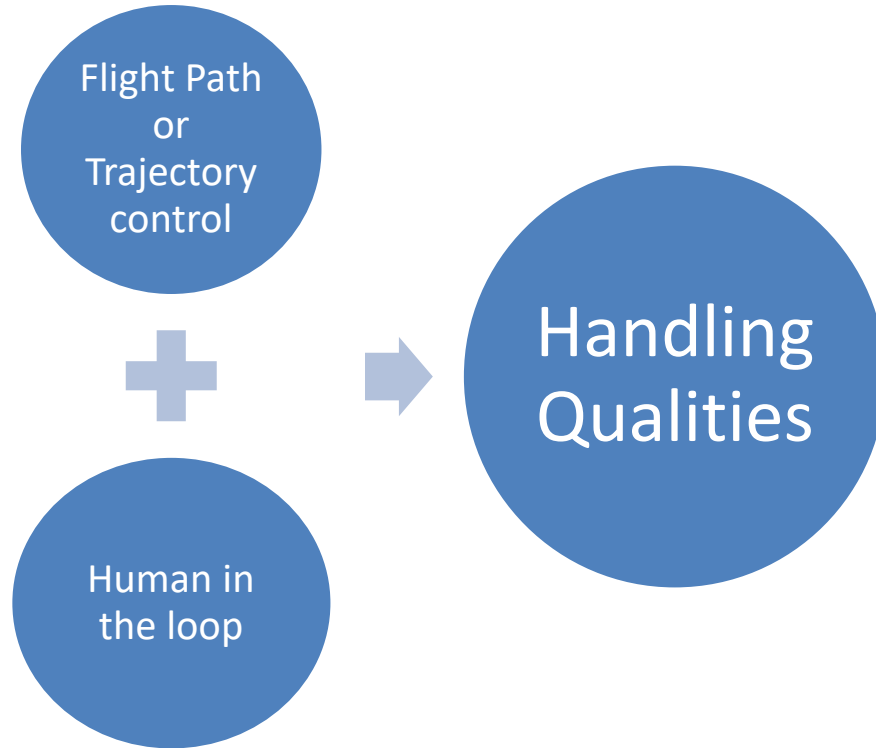 Flight Path
or
Trajectory
control
Human in
the loop
Handling
Qualities